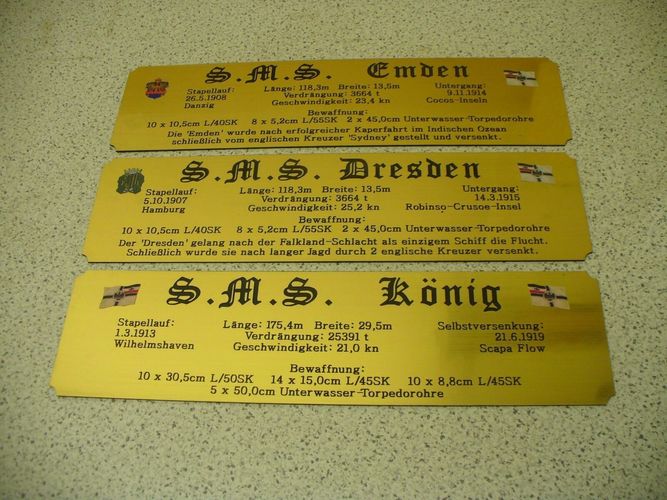 S.M.S. Emden
Stapellauf: Länge: 118,3m Breite: 13,5m Untergang:
26.5.1908 Verdrängung: 3664 t 9.11.1914
Danzig Geschwindigkeit: 23,4 kn Cocos-Inseln
Bewaffnung:
10 x 10,5cm L/40SK 8 x 5,2cm L/55SK 2 x 45,0cm Unterwasser-Torpedorohre
Die 'Emden' wurde nach erfolgreicher Kaperfahrt im Indischen Ozean
schließlich vom englischen Kreuzer 'Sydney' gestellt und versenkt.
S.M.S. Dresden
Stapellauf: Länge: 118,3m Breite: 13,5m Untergang:
5.10.1907 Verdrängung: 3664 t 14.3.1915
Hamburg Geschwindigkeit: 25,2 kn Robinso-Crusoe-Insel
Bewaffnung:
10 x 10,5cm L/40SK 8 x 5,2cm L/55SK 2 x 45,0cm Unterwasser-Torpedorohre
Der 'Dresden' gelang nach der Falkland-Schlacht als einzigem Schiff die Flucht.
Schließlich wurde sie nach langer Jagd durch 2 englische Kreuzer versenkt.
S.M.S. König
Stapellauf: Länge: 175,4m Breite: 29,5m Selbstversenkung:
1.3.1913 Verdrängung: 25391 t 21.6.1919
Wilhelmshaven Geschwindigkeit: 21,0 kn Scapa Flow
Bewaffnung:
10 x 30,5cm L/50SK 14 x 15,0cm L/45SK 10 x 8,8cm L/45SK
5 x 50,0cm Unterwasser-Torpedorohre